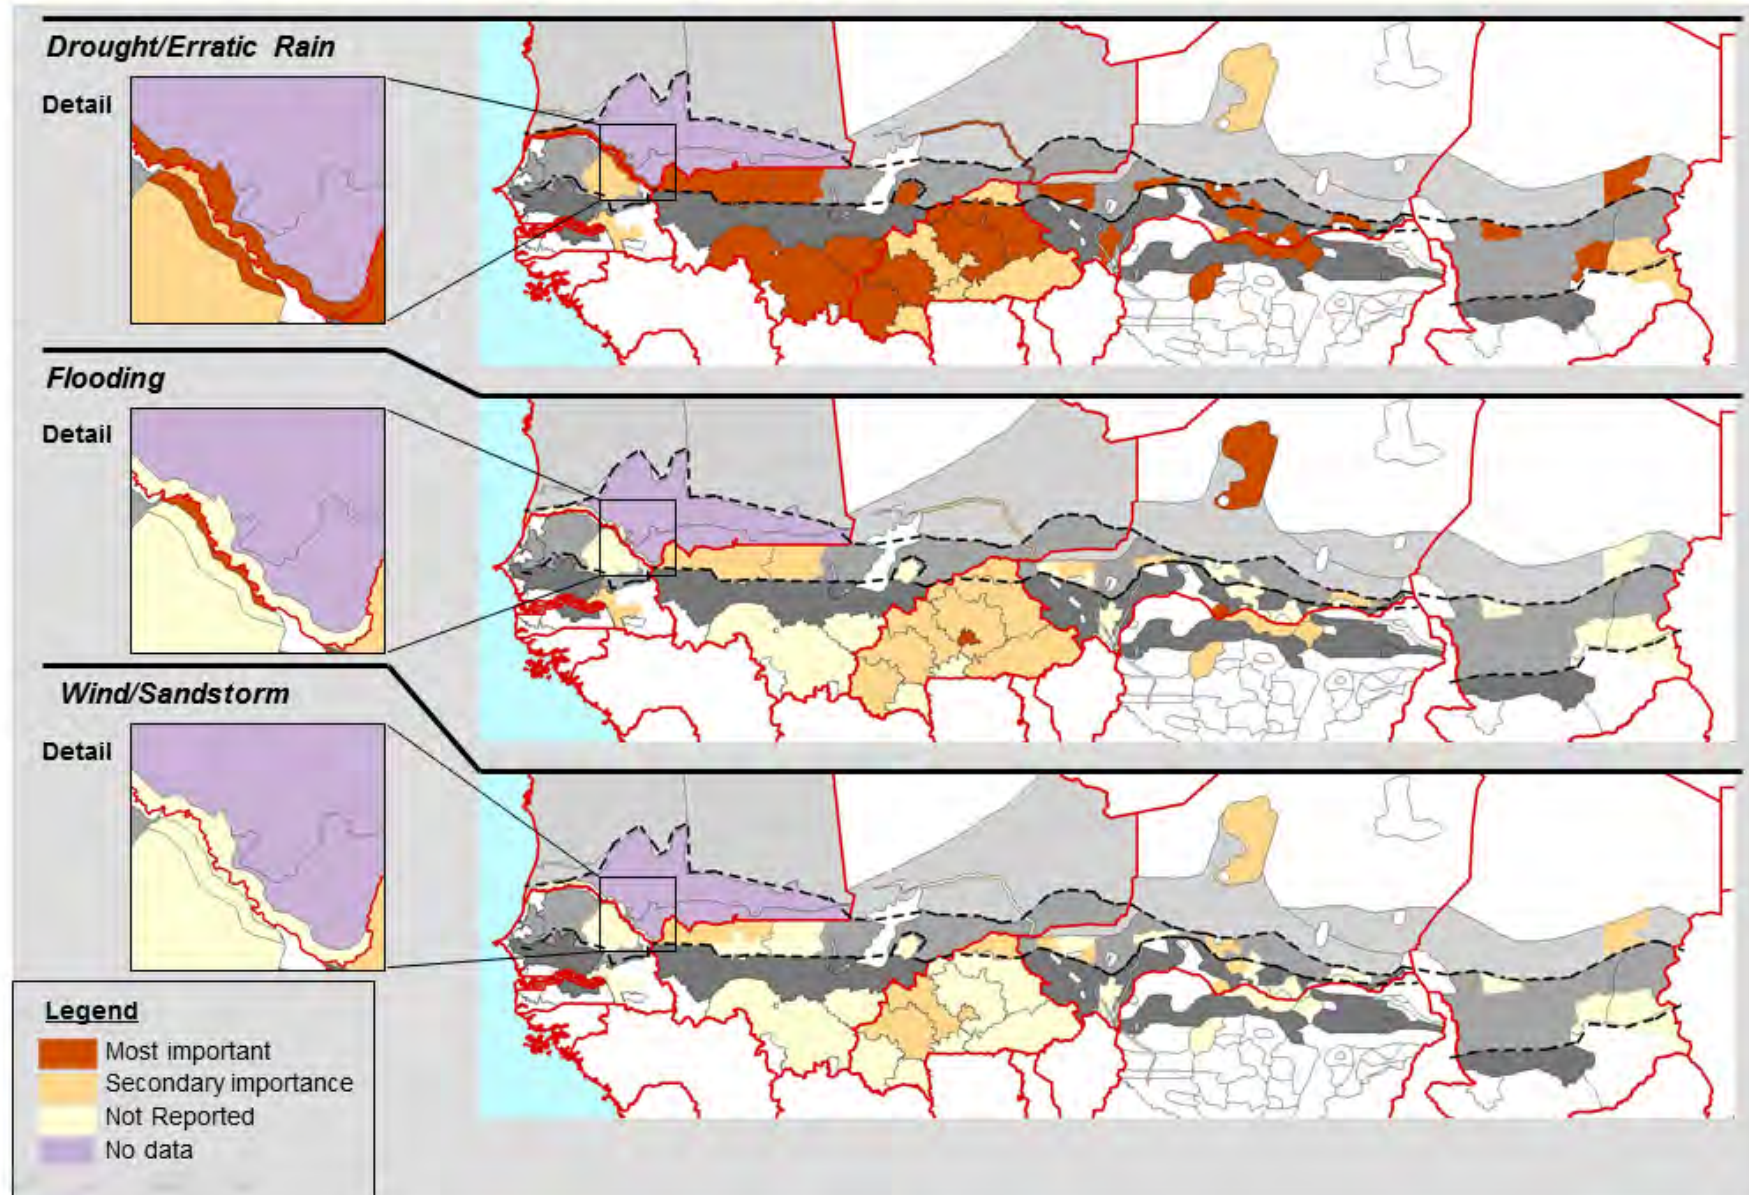 Drought/Erratic Rain
Detail
Flooding
Detail
Wind/Sandstorm
Detail
Legend
Most important
Secondary importance
Not Reported
No data